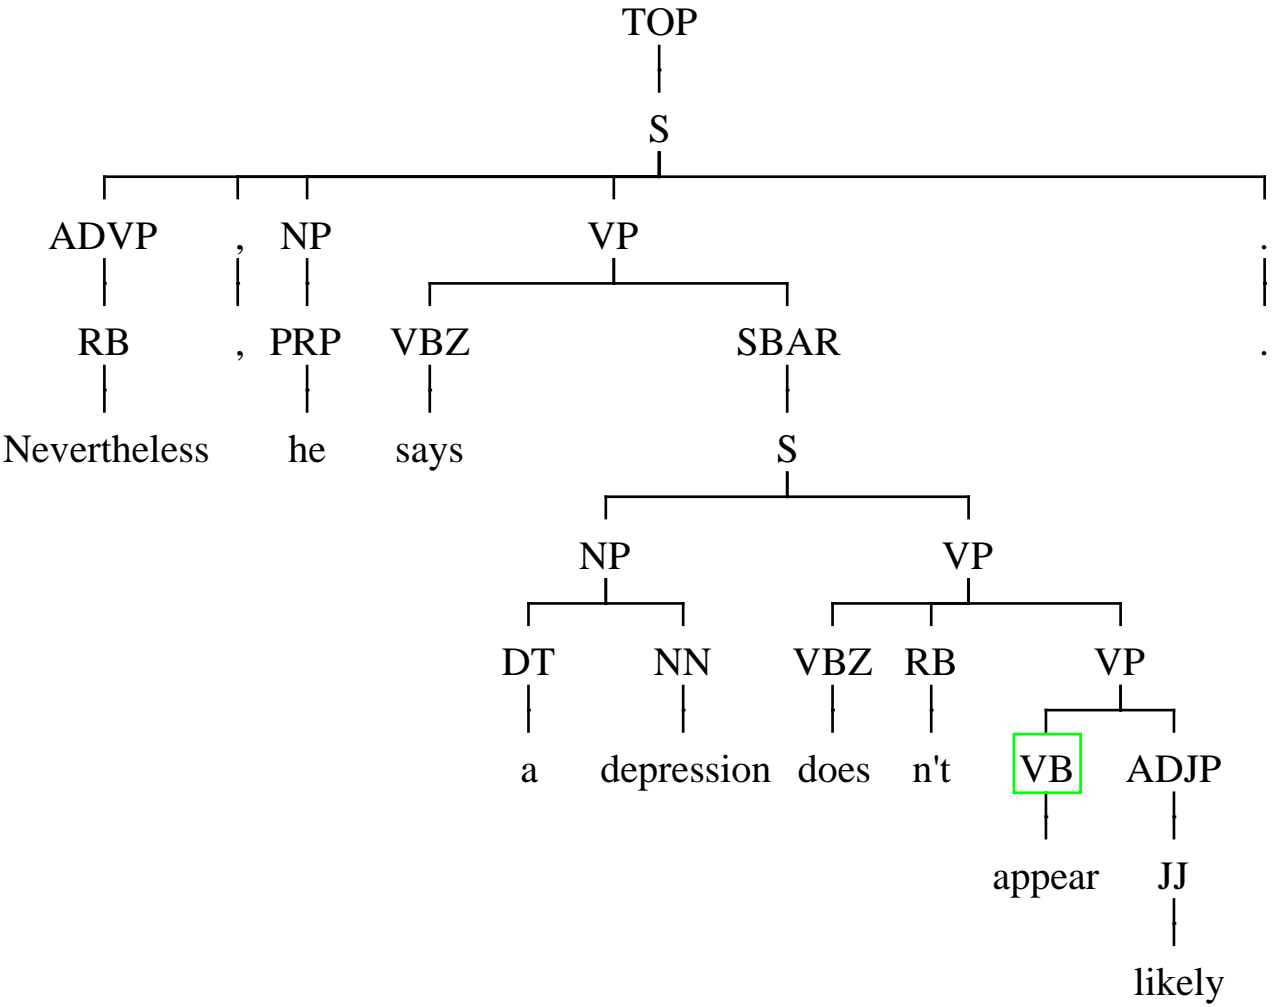 TOP
S
ADVP , NP VP .
RB , PRP VBZ SBAR .
Nevertheless he says S
NP VP
DT NN VBZ RB VP
a depression does n't VB ADJP
appear JJ
likely